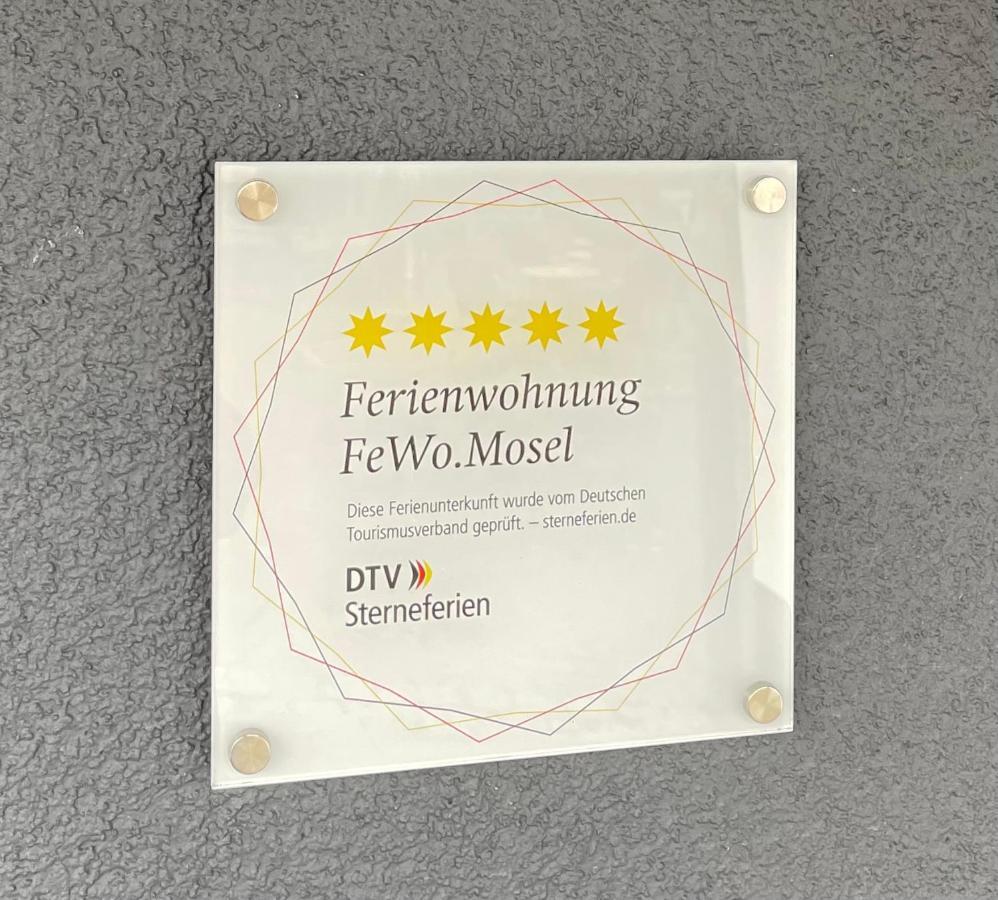 Ferienwohnung
FeWo.Mosel
Diese Ferienunterkunft wurde vom Deutschen
Tourismusverband geprüft. – sterneferien.de
DTV
Sterneferien